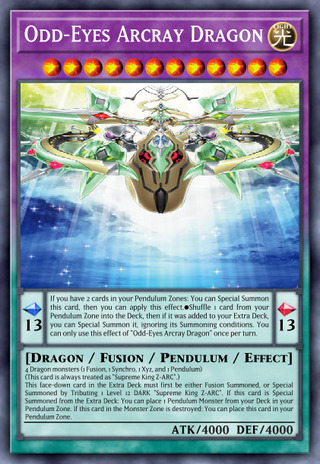 Odd-Eyes Arcray Dragon
LIGHT
光
If you have 2 cards in your Pendulum Zones: You can Special Summon
this card, then you can apply this effect.●Shuffle 1 card from your
Pendulum Zone into the Deck, then if it was added to your Extra Deck,
you can Special Summon it, ignoring its Summoning conditions. You
can only use this effect of "Odd-Eyes Arcray Dragon" once per turn.
13
13
[Dragon / Fusion / Pendulum / Effect]
4 Dragon monsters (1 Fusion, 1 Synchro, 1 Xyz, and 1 Pendulum)
(This card is always treated as "Supreme King Z-ARC".)
This face-down card in the Extra Deck must first be either Fusion Summoned, or Special
Summoned by Tributing 1 Level 12 DARK "Supreme King Z-ARC". If this card is Special
Summoned from the Extra Deck: You can place 1 Pendulum Monster from your Deck in your
Pendulum Zone. If this card in the Monster Zone is destroyed: You can place this card in your
Pendulum Zone.
ATK/4000 DEF/4000